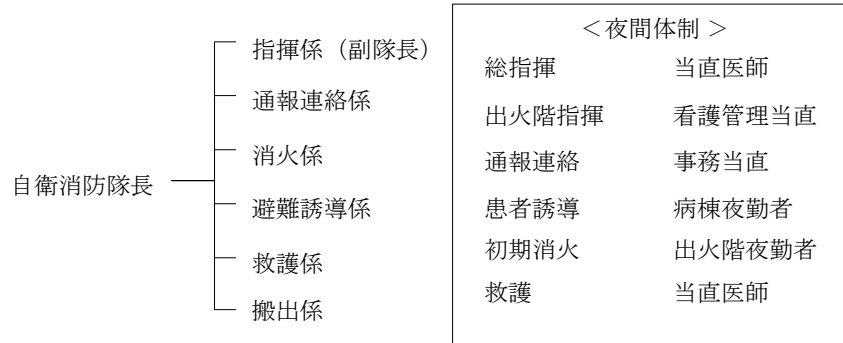 自衛消防隊長
指揮係（副隊長）
通報連絡係
消火係
避難誘導係
救護係
搬出係
＜夜間体制＞
総指揮　当直医師
出火階指揮　看護管理当直
通報連絡　事務当直
患者誘導　病棟夜勤者
初期消火　出火階夜勤者
救護　当直医師